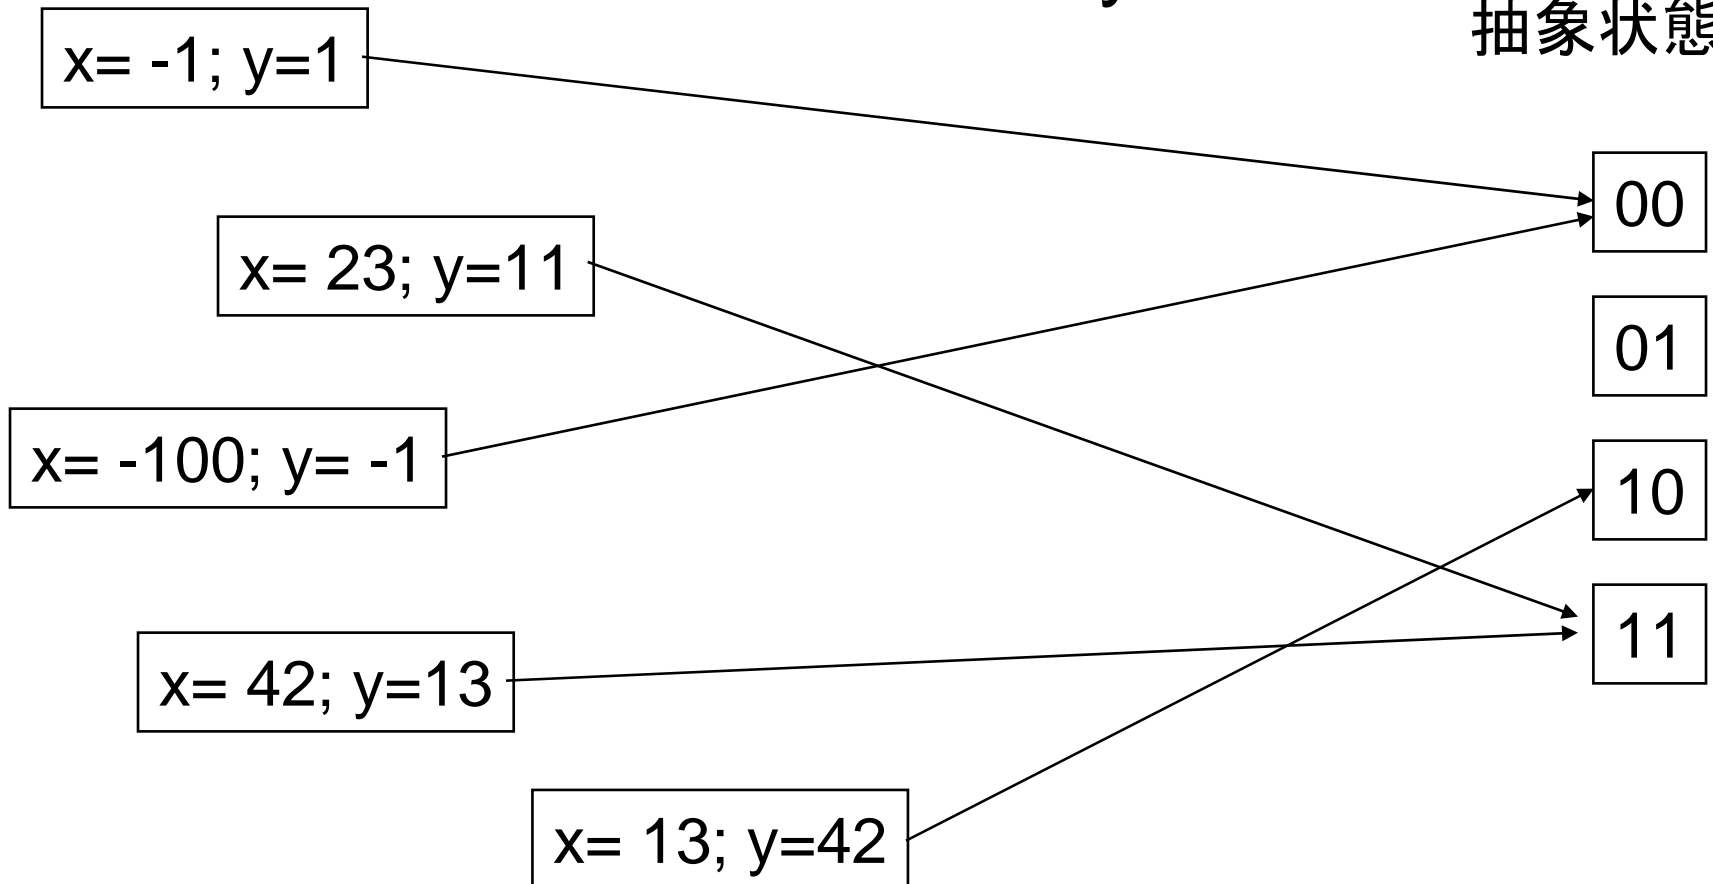 抽象状態
x= -1; y=1
00
x= 23; y=11
01
x= -100; y= -1
10
11
x= 42; y=13
x= 13; y=42